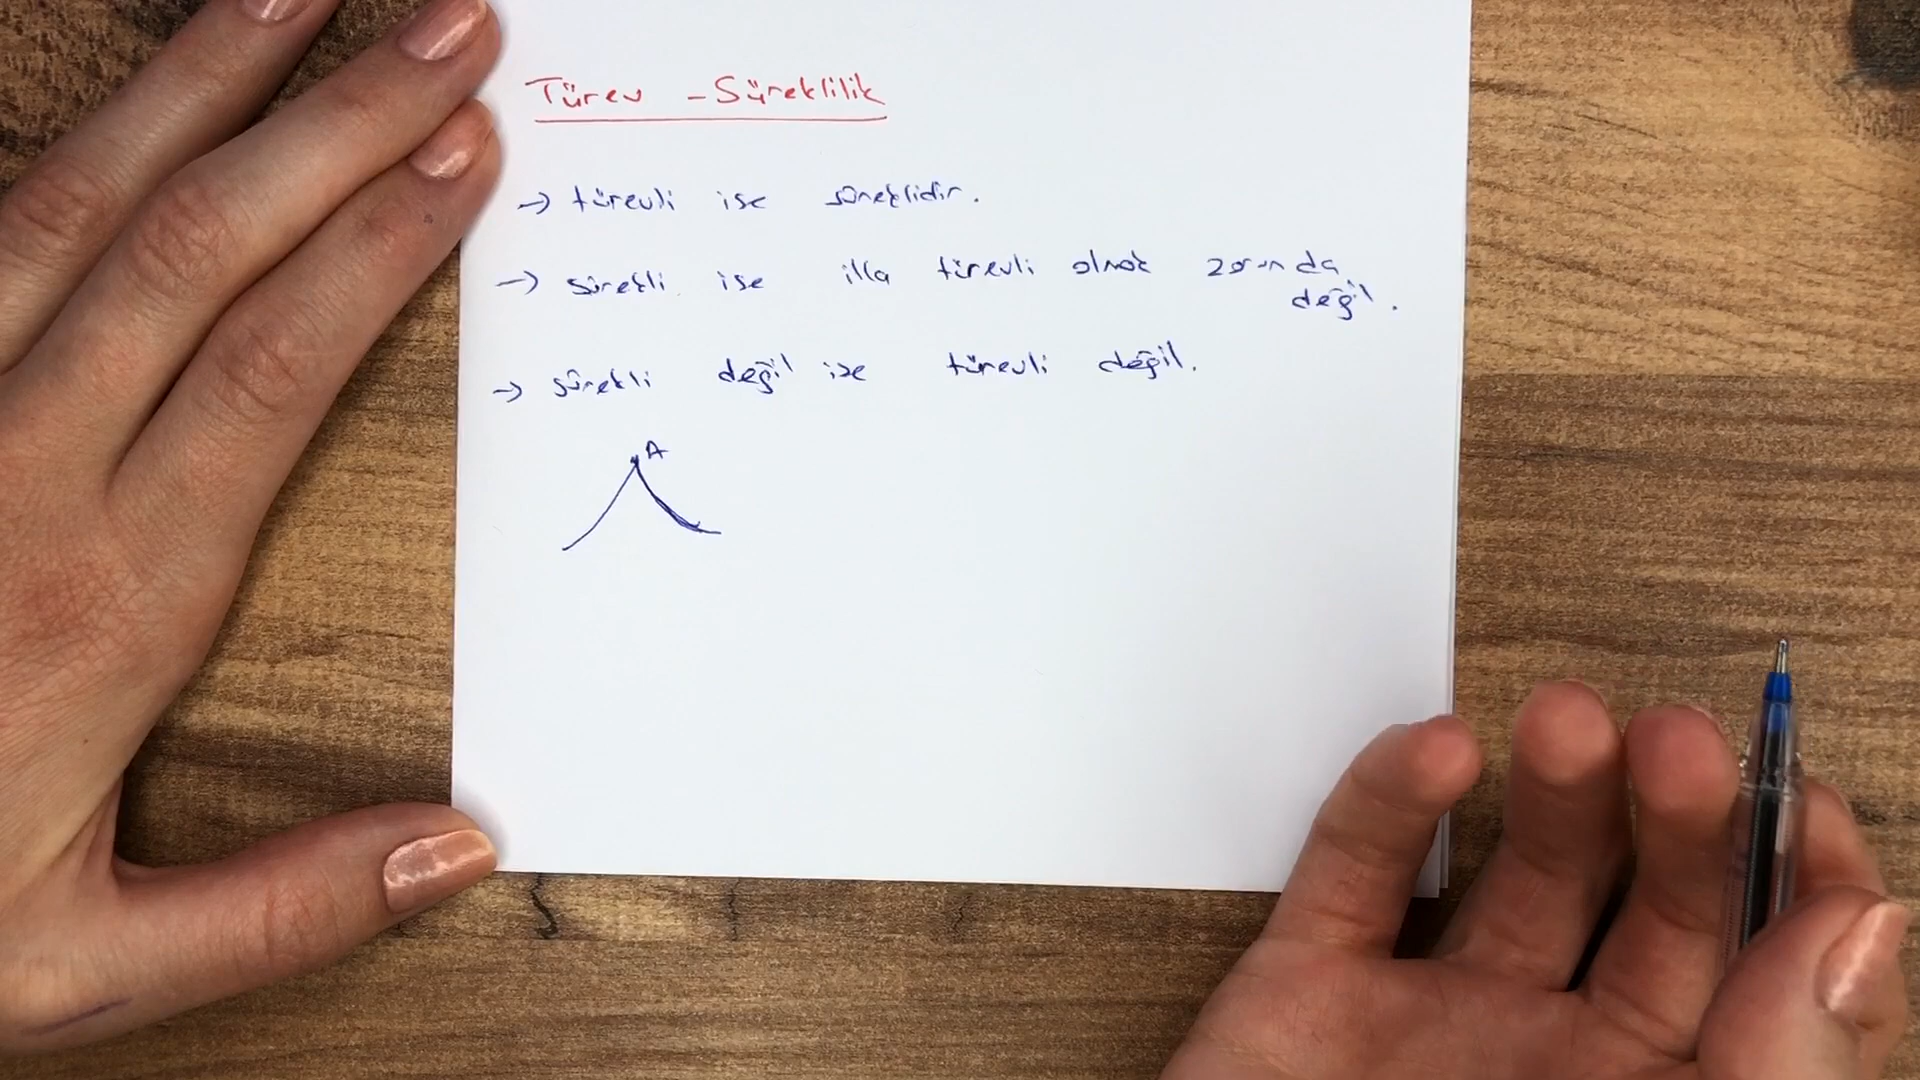 Türev - Süreklilik
→ türevli ise süreklidir.
→ sürekli ise illa türevli olmak zorunda
değil.
→ sürekli değil ise türevli değil.
A